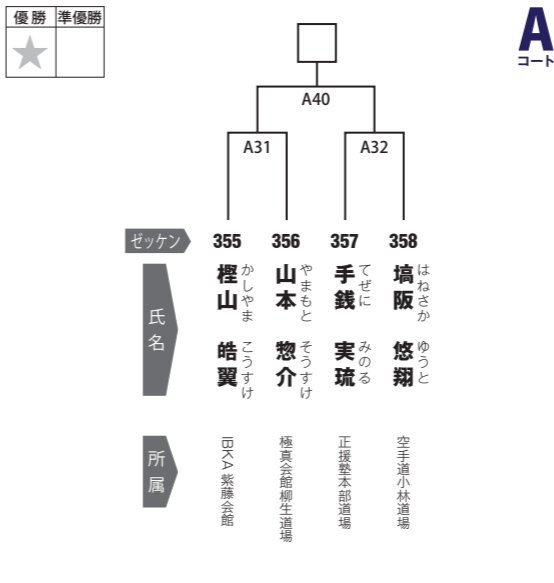 優勝 準優勝
A
コート
A40
A31 A32
ゼッケン 355 356 357 358
氏名
樫山 皓翼
かしやま こうすけ
山本 惣介
やまもと そうすけ
手銭 実琉
てぜに みのる
塙阪 悠翔
はねさか ゆうと
所属
IBKA 紫藤会館
極真会館柳生道場
正援塾本部道場
空手道小林道場